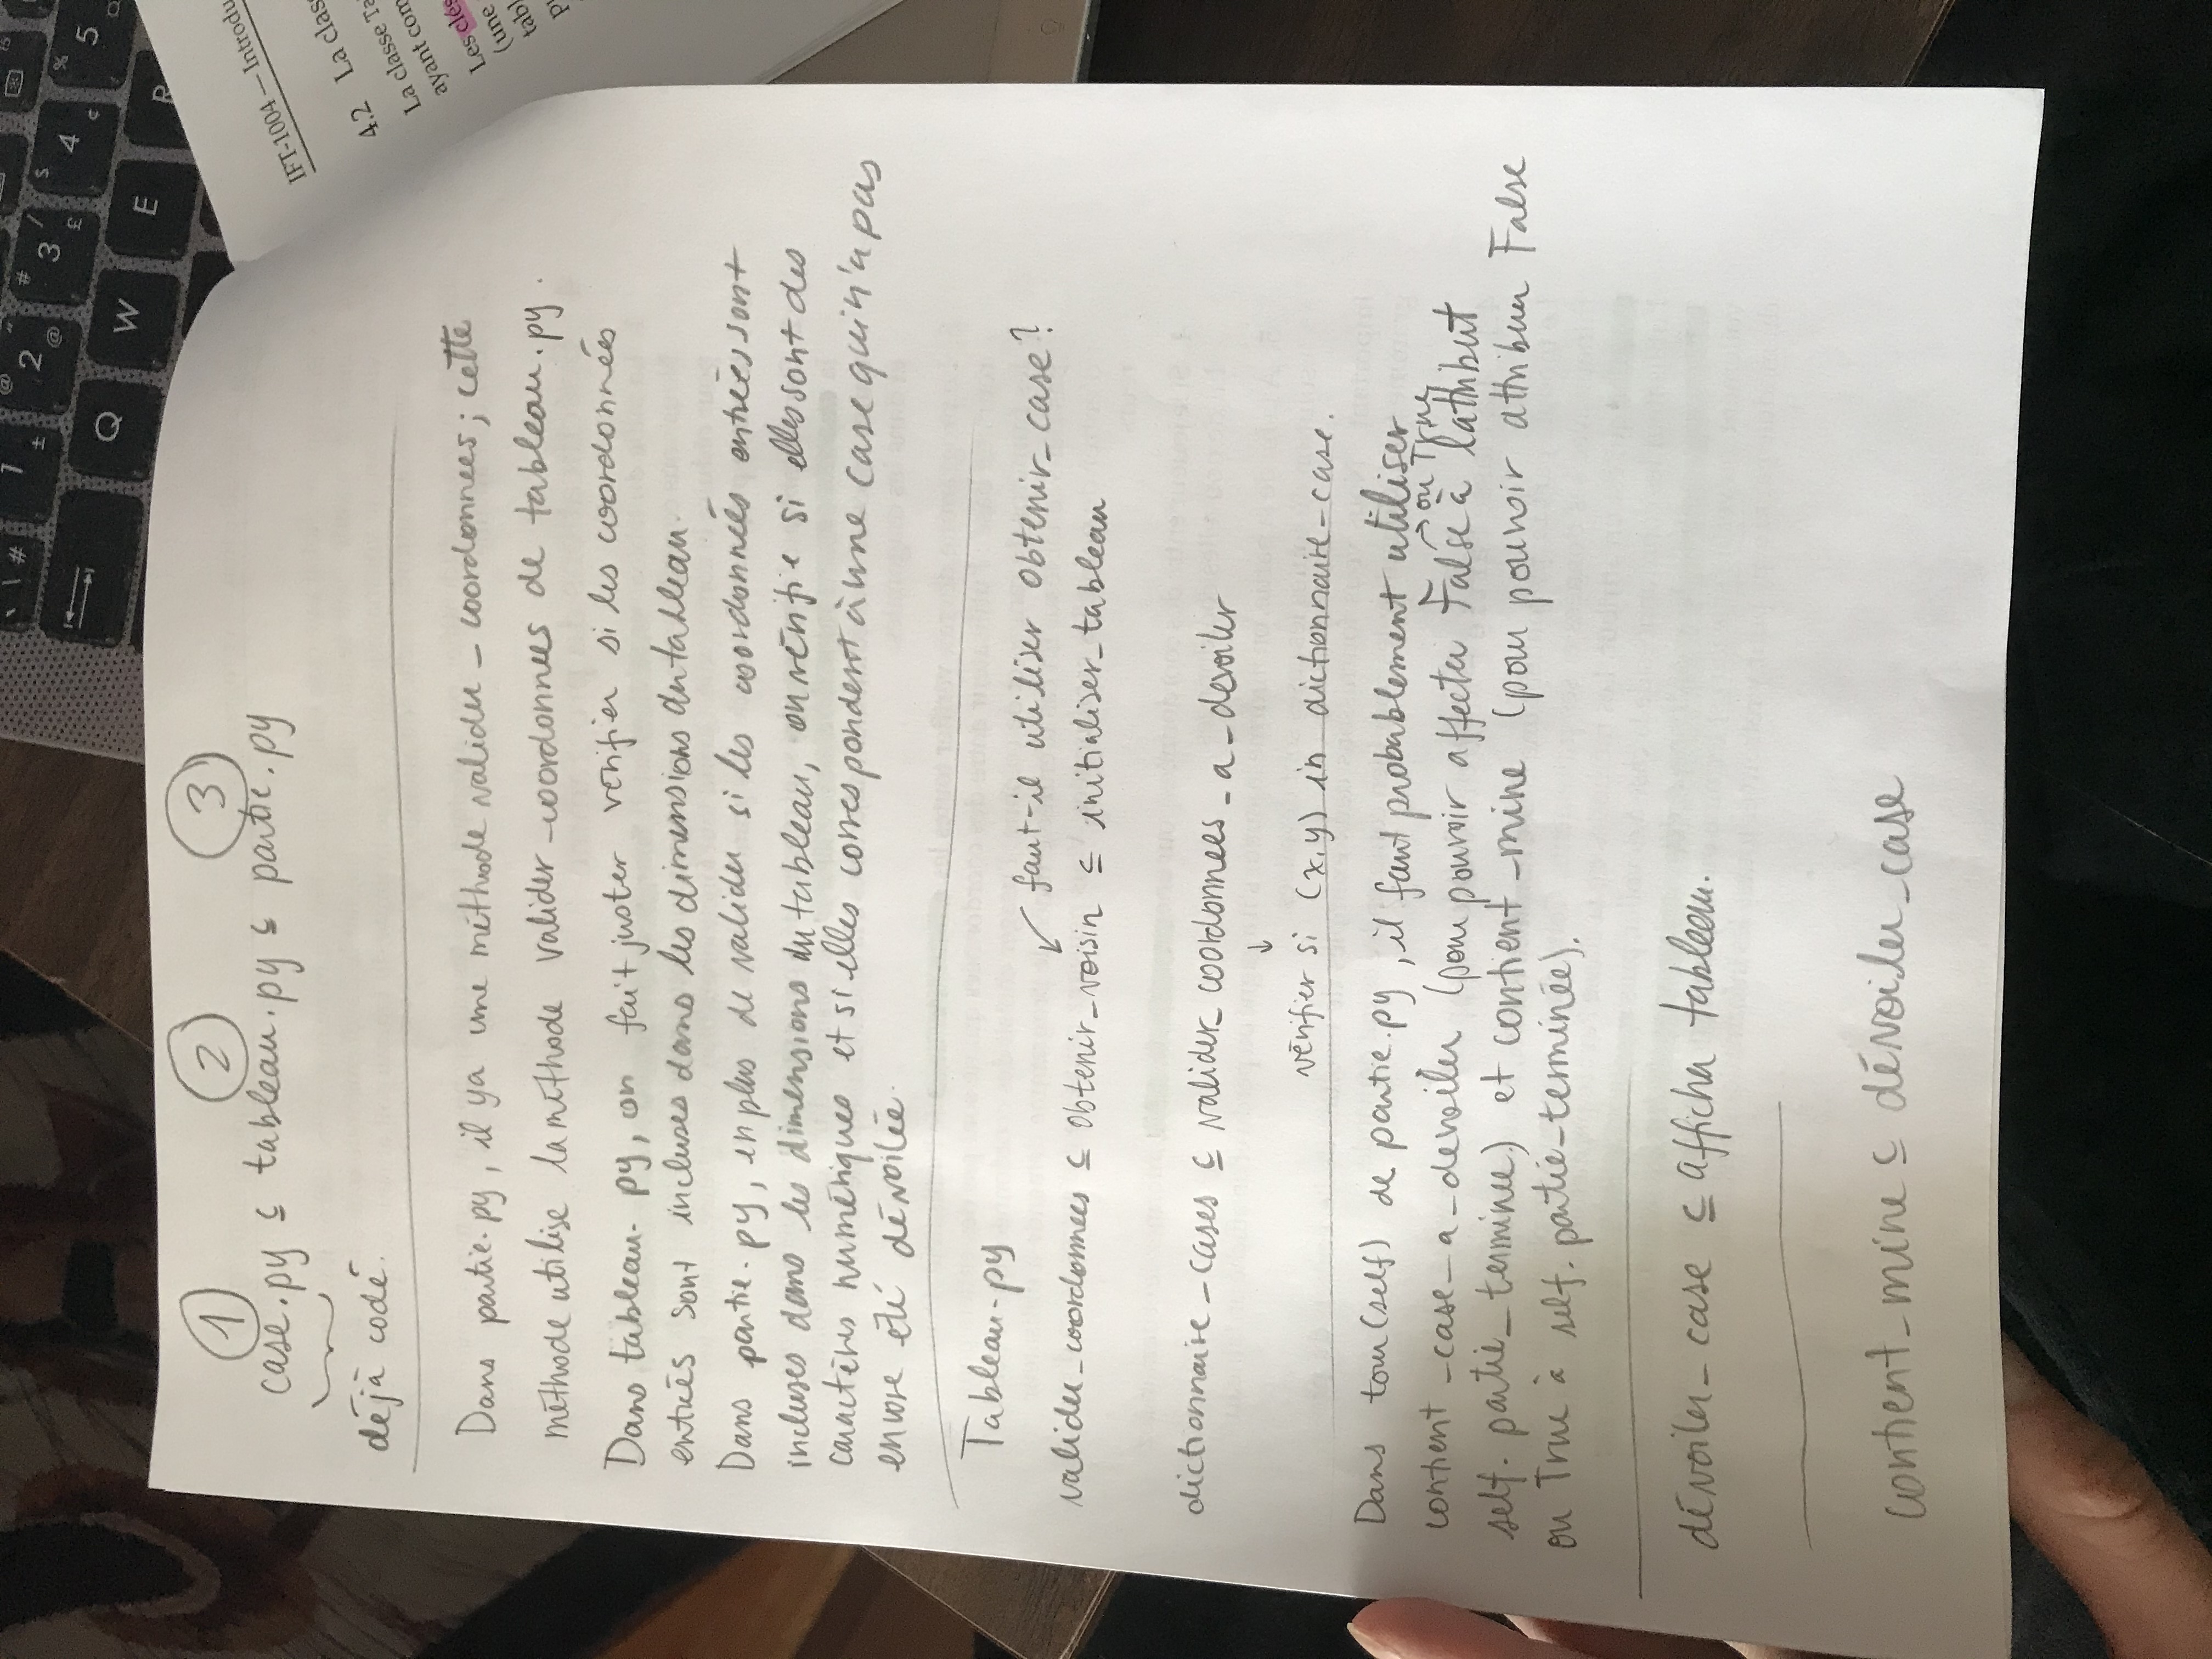 1 2 3
case.py ⊆ tableau.py ⊆ partie.py
déjà codé.
Dans partie.py, il y a une méthode valider_coordonnees; cette
méthode utilise la méthode valider_coordonnees de tableau.py.
Dans tableau.py, on fait juster vérifier si les coordonnées
entrées sont incluses dans les dimensions du tableau.
Dans partie.py, en plus de valider si les coordonnées entrées sont
incluses dans les dimensions du tableau, on vérifie si elles sont des
caractères numériques et si elles correspondent à une case qui n'a pas
encore été dévoilée.
Tableau.py
faut-il utiliser obtenir_case?
↙
valider_coordonnees ⊆ obtenir_voisin ⊆ initialiser_tableau
dictionnaire_cases ⊆ valider_coordonnees_a_devoiler
↓
vérifier si (x,y) in dictionnaire_case.
Dans tour(self) de partie.py, il faut probablement utiliser
→ ou True
contient_case_a_devoiler (pour pouvoir affecter False à l'attribut
self.partie_terminee) et contient_mine (pour pouvoir attribuer False
ou True à self.partie_terminée).
dévoiler_case ⊆ afficher tableau.
contient_mine ⊆ dévoiler_case
\ | # 1 ± @ 2 " @ # 3 / £ $ 4 ¢ % 5
Q W E R
IFT-1004 — Introdu
4.2 La clas
La classe Ta
ayant com
Les clés
(une
tabl